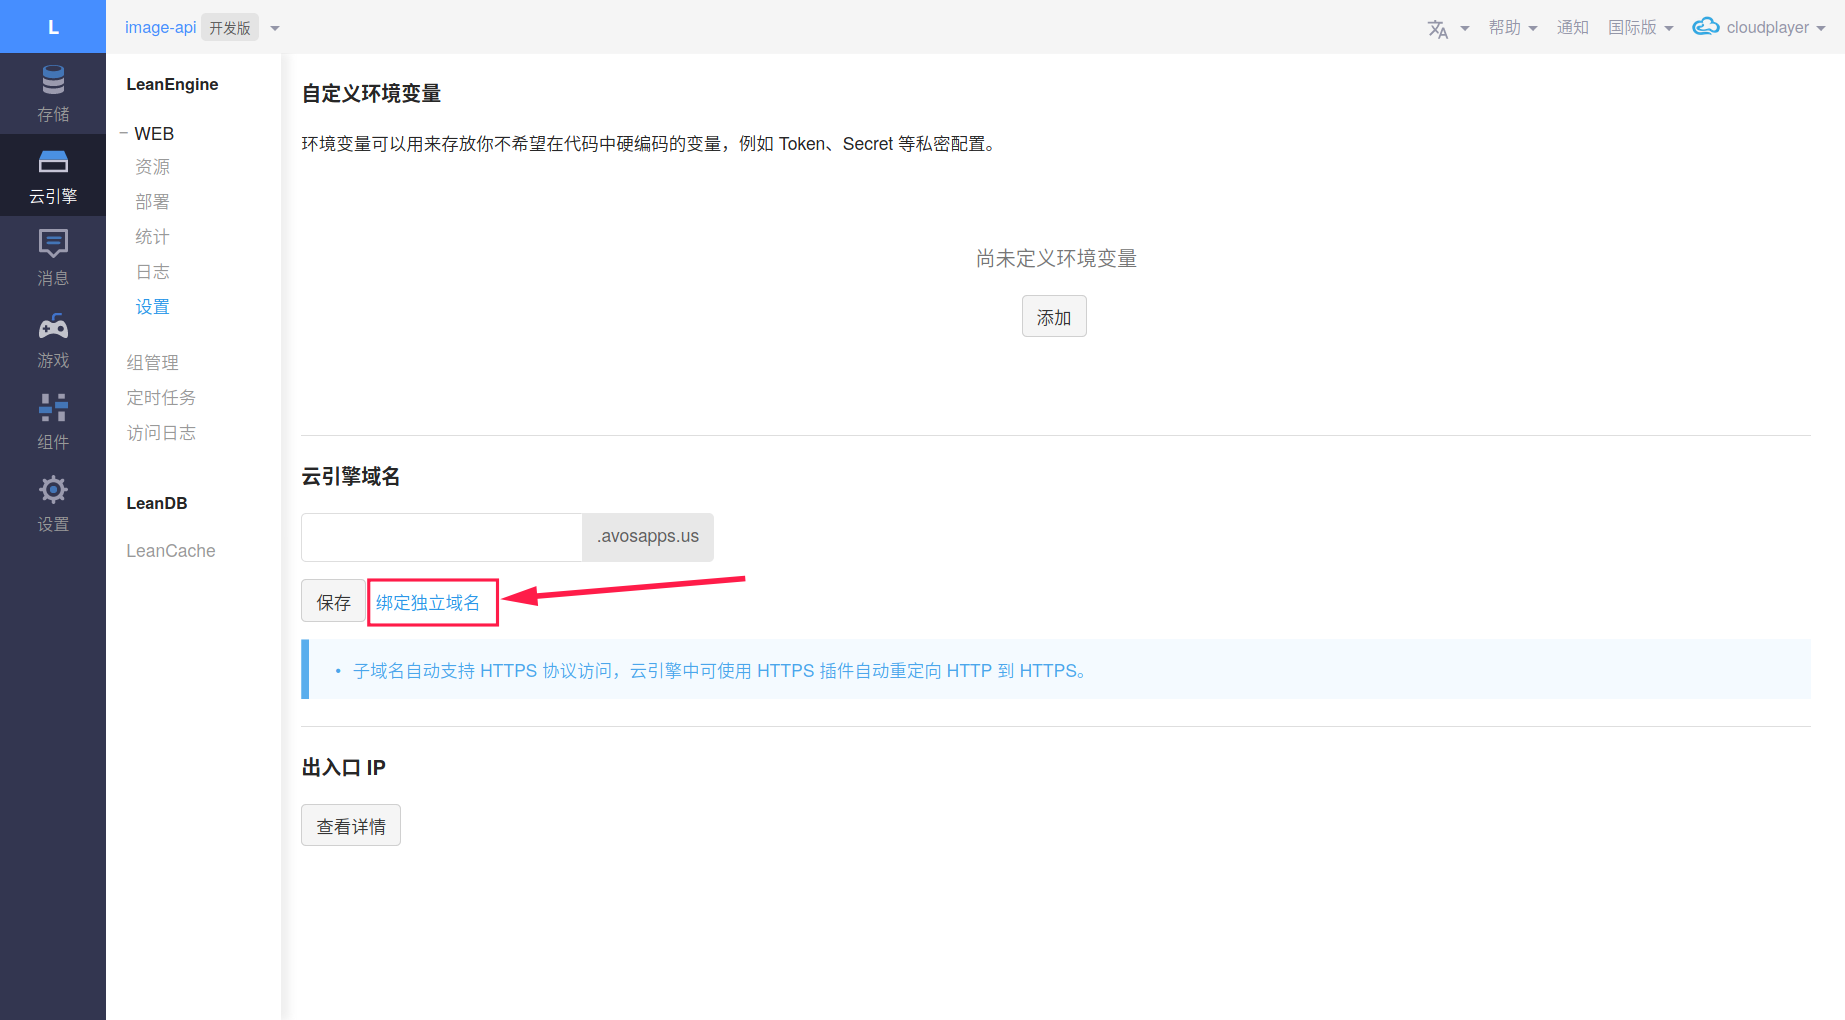 L
image-api 开发版
帮助
通知
国际版
cloudplayer
存储
云引擎
消息
游戏
组件
设置
LeanEngine
WEB
资源
部署
统计
日志
设置
组管理
定时任务
访问日志
LeanDB
LeanCache
自定义环境变量
环境变量可以用来存放你不希望在代码中硬编码的变量，例如 Token、Secret 等私密配置。
尚未定义环境变量
添加
云引擎域名
.avosapps.us
保存 绑定独立域名
• 子域名自动支持 HTTPS 协议访问，云引擎中可使用 HTTPS 插件自动重定向 HTTP 到 HTTPS。
出入口 IP
查看详情